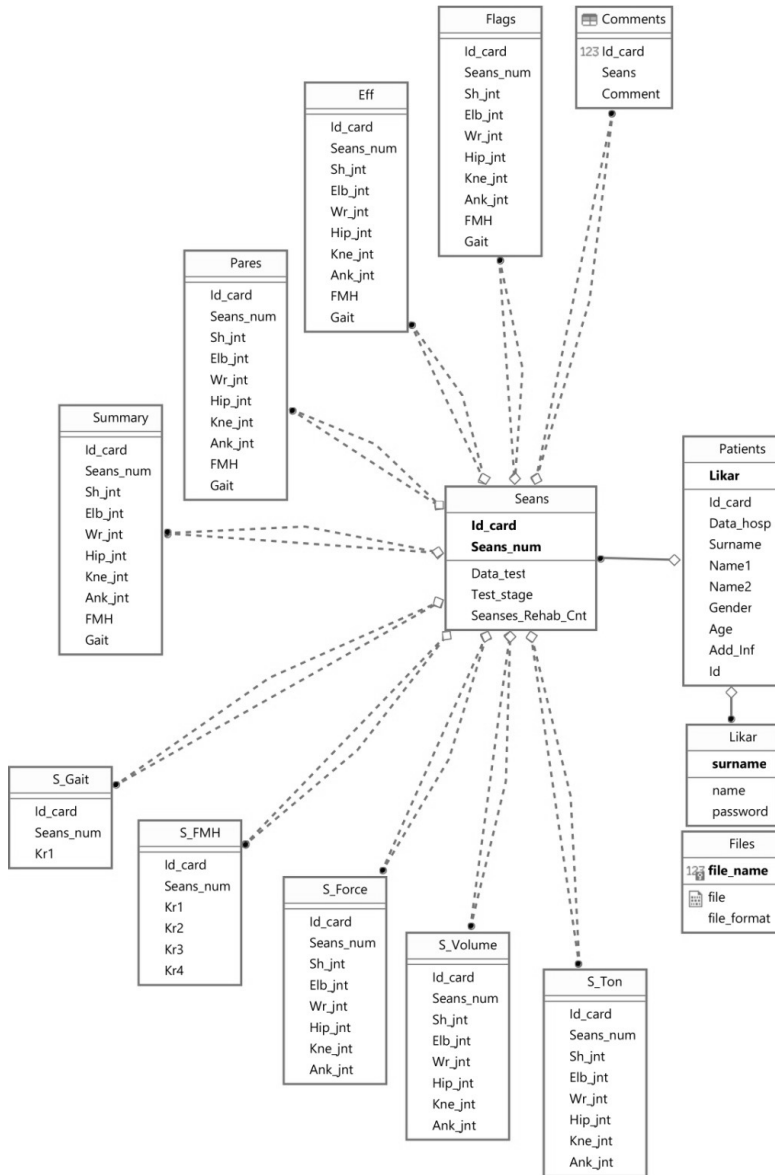 Flags
Id_card
Seans_num
Sh_jnt
Elb_jnt
Wr_jnt
Hip_jnt
Kne_jnt
Ank_jnt
FMH
Gait
Comments
123 Id_card
Seans
Comment
Eff
Id_card
Seans_num
Sh_jnt
Elb_jnt
Wr_jnt
Hip_jnt
Kne_jnt
Ank_jnt
FMH
Gait
Pares
Id_card
Seans_num
Sh_jnt
Elb_jnt
Wr_jnt
Hip_jnt
Kne_jnt
Ank_jnt
FMH
Gait
Summary
Id_card
Seans_num
Sh_jnt
Elb_jnt
Wr_jnt
Hip_jnt
Kne_jnt
Ank_jnt
FMH
Gait
Seans
Id_card
Seans_num
Data_test
Test_stage
Seanses_Rehab_Cnt
Patients
Likar
Id_card
Data_hosp
Surname
Name1
Name2
Gender
Age
Add_Inf
Id
Likar
surname
name
password
Files
123 file_name
file
file_format
S_Gait
Id_card
Seans_num
Kr1
S_FMH
Id_card
Seans_num
Kr1
Kr2
Kr3
Kr4
S_Force
Id_card
Seans_num
Sh_jnt
Elb_jnt
Wr_jnt
Hip_jnt
Kne_jnt
Ank_jnt
S_Volume
Id_card
Seans_num
Sh_jnt
Elb_jnt
Wr_jnt
Hip_jnt
Kne_jnt
Ank_jnt
S_Ton
Id_card
Seans_num
Sh_jnt
Elb_jnt
Wr_jnt
Hip_jnt
Kne_jnt
Ank_jnt